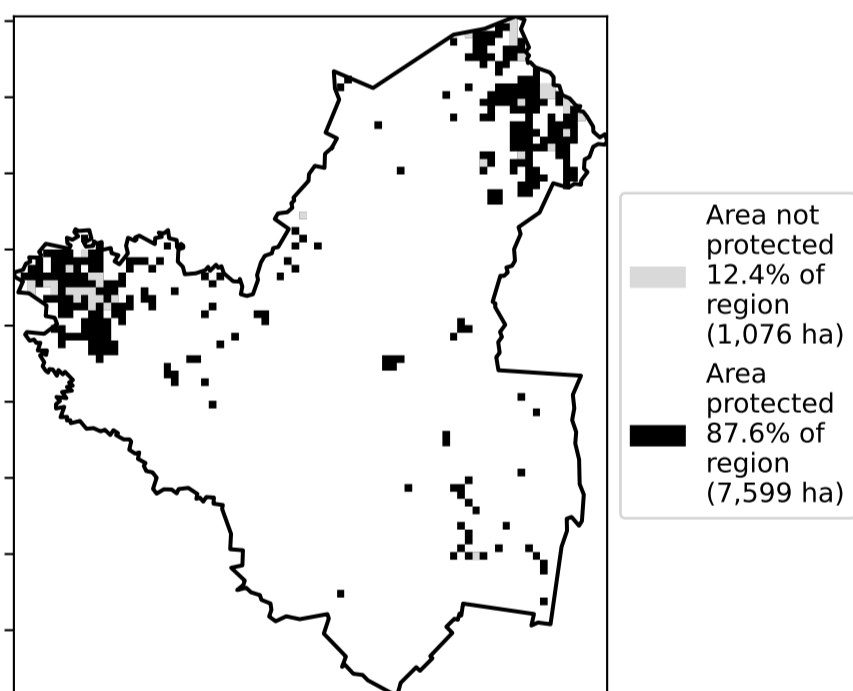 Area not
protected
12.4% of
region
(1,076 ha)
Area
protected
87.6% of
region
(7,599 ha)